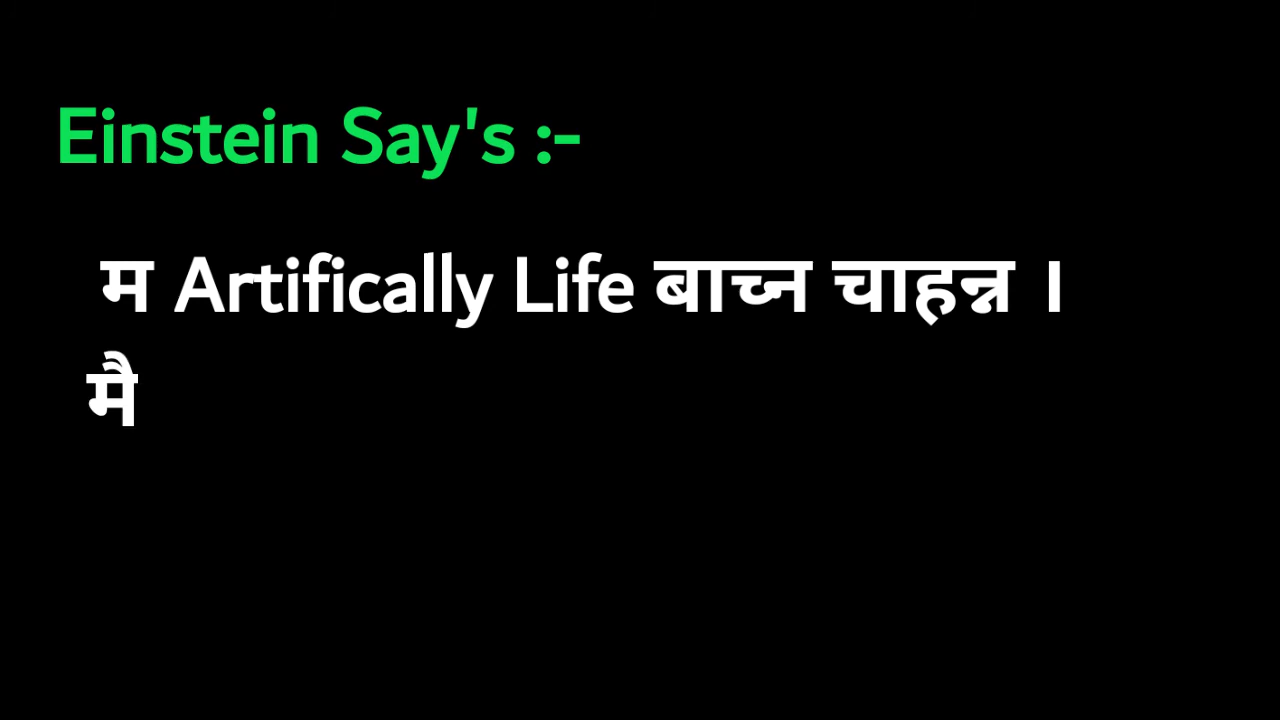 Einstein Say's :-
म Artifically Life बाच्न चाहन्न ।
मै